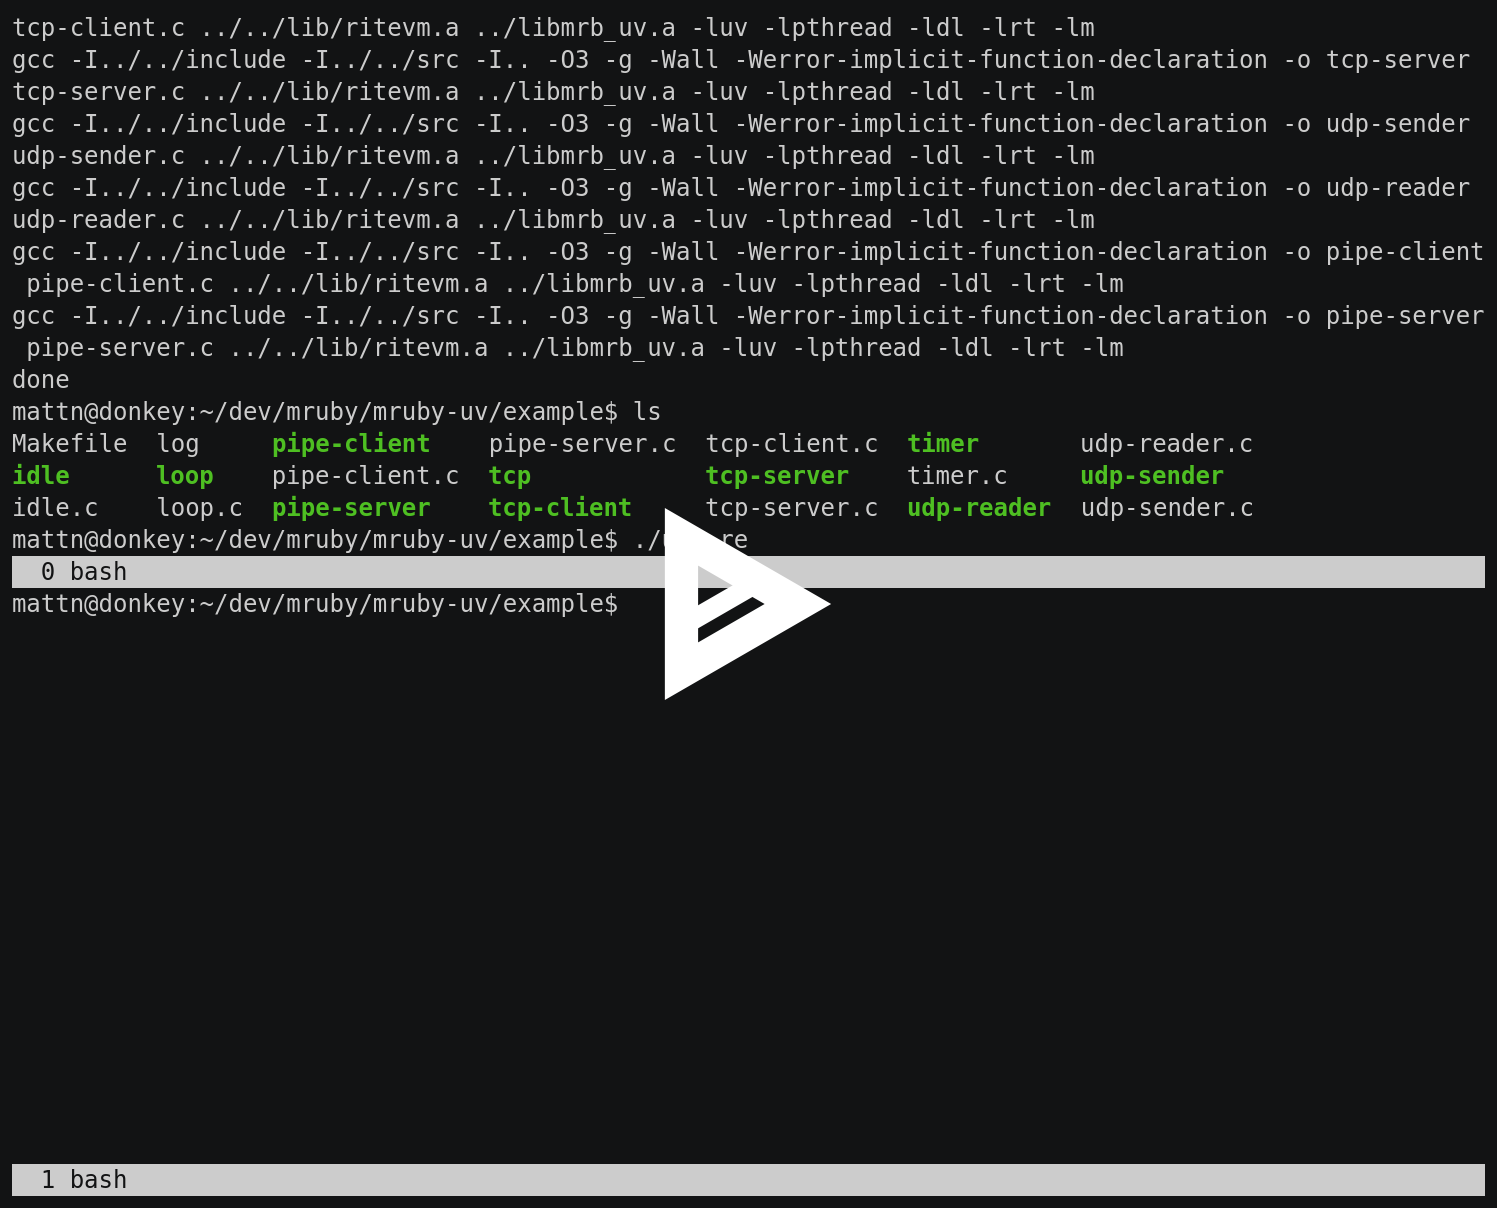 tcp-client.c ../../lib/ritevm.a ../libmrb_uv.a -luv -lpthread -ldl -lrt -lm
gcc -I../../include -I../../src -I.. -O3 -g -Wall -Werror-implicit-function-declaration -o tcp-server
tcp-server.c ../../lib/ritevm.a ../libmrb_uv.a -luv -lpthread -ldl -lrt -lm
gcc -I../../include -I../../src -I.. -O3 -g -Wall -Werror-implicit-function-declaration -o udp-sender
udp-sender.c ../../lib/ritevm.a ../libmrb_uv.a -luv -lpthread -ldl -lrt -lm
gcc -I../../include -I../../src -I.. -O3 -g -Wall -Werror-implicit-function-declaration -o udp-reader
udp-reader.c ../../lib/ritevm.a ../libmrb_uv.a -luv -lpthread -ldl -lrt -lm
gcc -I../../include -I../../src -I.. -O3 -g -Wall -Werror-implicit-function-declaration -o pipe-client
 pipe-client.c ../../lib/ritevm.a ../libmrb_uv.a -luv -lpthread -ldl -lrt -lm
gcc -I../../include -I../../src -I.. -O3 -g -Wall -Werror-implicit-function-declaration -o pipe-server
 pipe-server.c ../../lib/ritevm.a ../libmrb_uv.a -luv -lpthread -ldl -lrt -lm
done
mattn@donkey:~/dev/mruby/mruby-uv/example$ ls
Makefile  log     pipe-client    pipe-server.c  tcp-client.c  timer       udp-reader.c
idle      loop    pipe-client.c  tcp            tcp-server    timer.c     udp-sender
idle.c    loop.c  pipe-server    tcp-client     tcp-server.c  udp-reader  udp-sender.c
mattn@donkey:~/dev/mruby/mruby-uv/example$
0 bash
mattn@donkey:~/dev/mruby/mruby-uv/example$
1 bash